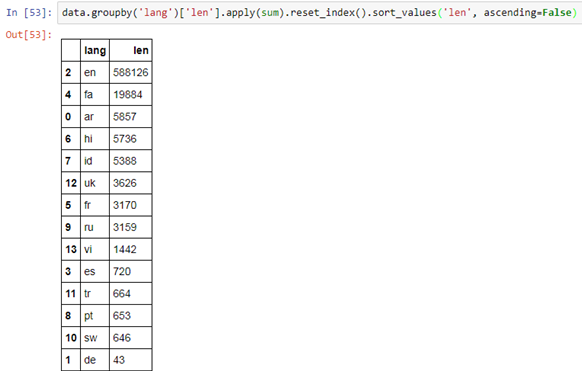 In [53]: data.groupby('lang')['len'].apply(sum).reset_index().sort_values('len', ascending=False)
Out[53]:
lang len
2 en 588126
4 fa 19884
0 ar 5857
6 hi 5736
7 id 5388
12 uk 3626
5 fr 3170
9 ru 3159
13 vi 1442
3 es 720
11 tr 664
8 pt 653
10 sw 646
1 de 43